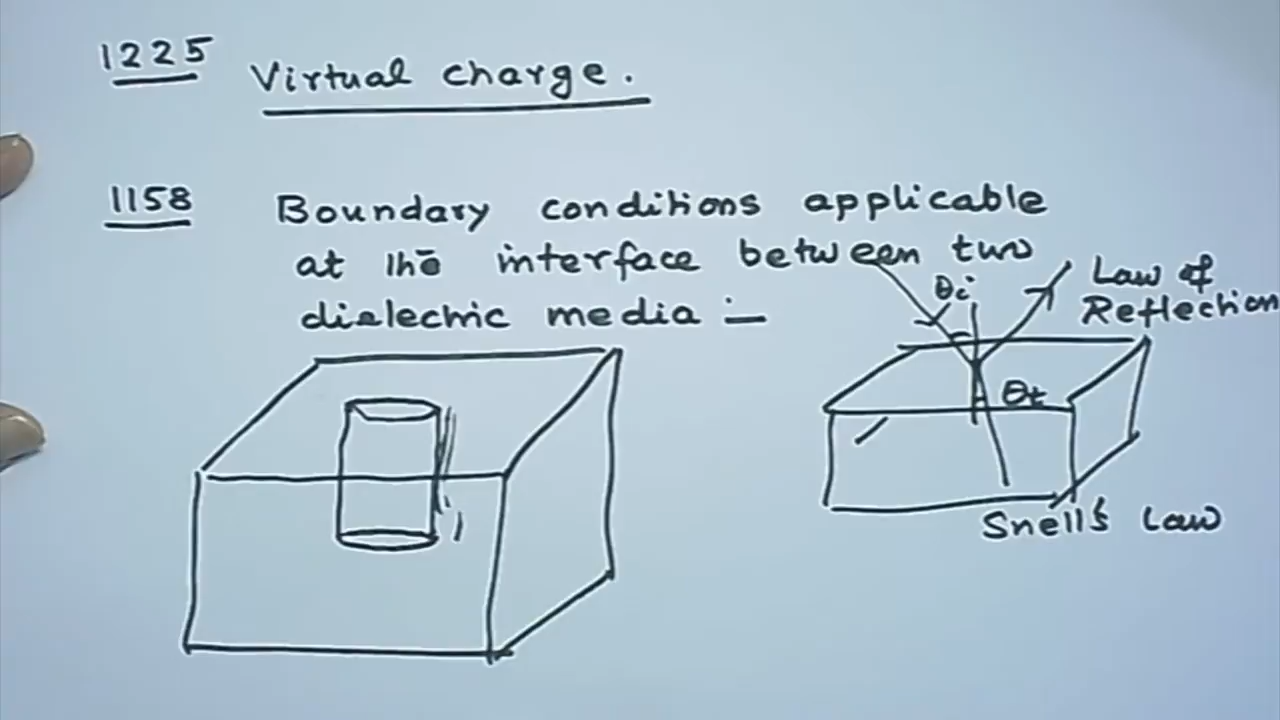 1225 Virtual charge.
1158 Boundary conditions applicable
at the interface between two
dielectric media :-
θi
Law of
Reflection
θt
Snell's Law